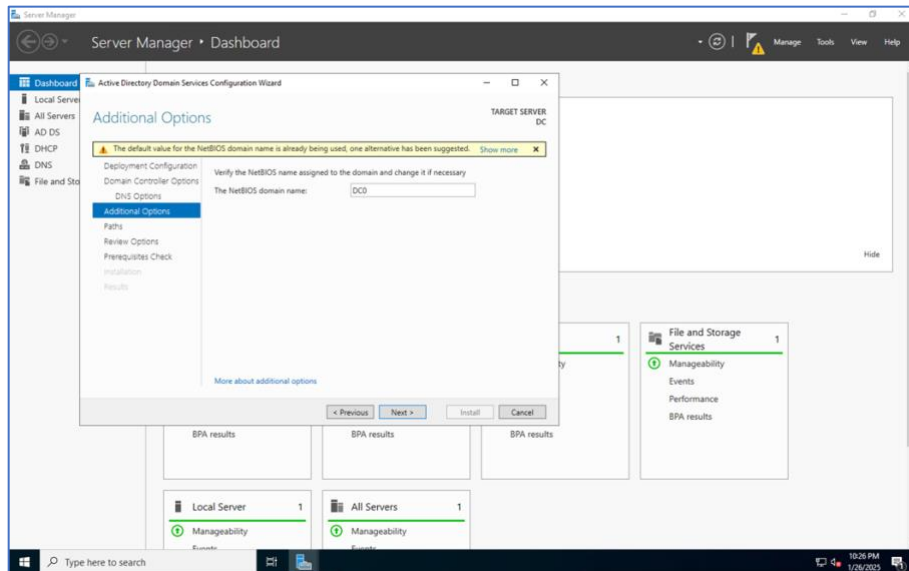 Server Manager
Server Manager • Dashboard
Manage Tools View Help
Dashboard
Local Serve
All Servers
AD DS
DHCP
DNS
File and Sto
Active Directory Domain Services Configuration Wizard
Additional Options
TARGET SERVER
DC
The default value for the NetBIOS domain name is already being used, one alternative has been suggested. Show more
Deployment Configuration
Domain Controller Options
DNS Options
Additional Options
Paths
Review Options
Prerequisites Check
Installation
Results
Verify the NetBIOS name assigned to the domain and change it if necessary
The NetBIOS domain name: DC0
More about additional options
< Previous Next > Install Cancel
Hide
1
ty
File and Storage
Services 1
Manageability
Events
Performance
BPA results
BPA results BPA results BPA results
Local Server 1
Manageability
All Servers 1
Manageability
Type here to search
10:26 PM
1/26/2025